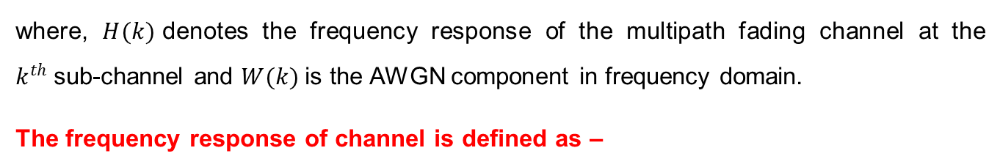 where, H(k) denotes the frequency response of the multipath fading channel at the
k^{th} sub-channel and W(k) is the AWGN component in frequency domain.
The frequency response of channel is defined as –